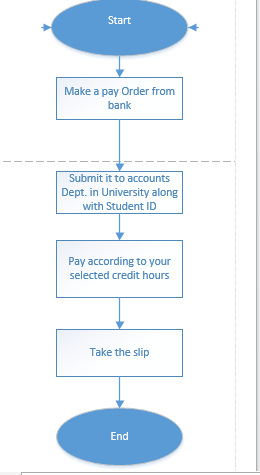 Start
Make a pay Order from
bank
Submit it to accounts
Dept. in University along
with Student ID
Pay according to your
selected credit hours
Take the slip
End